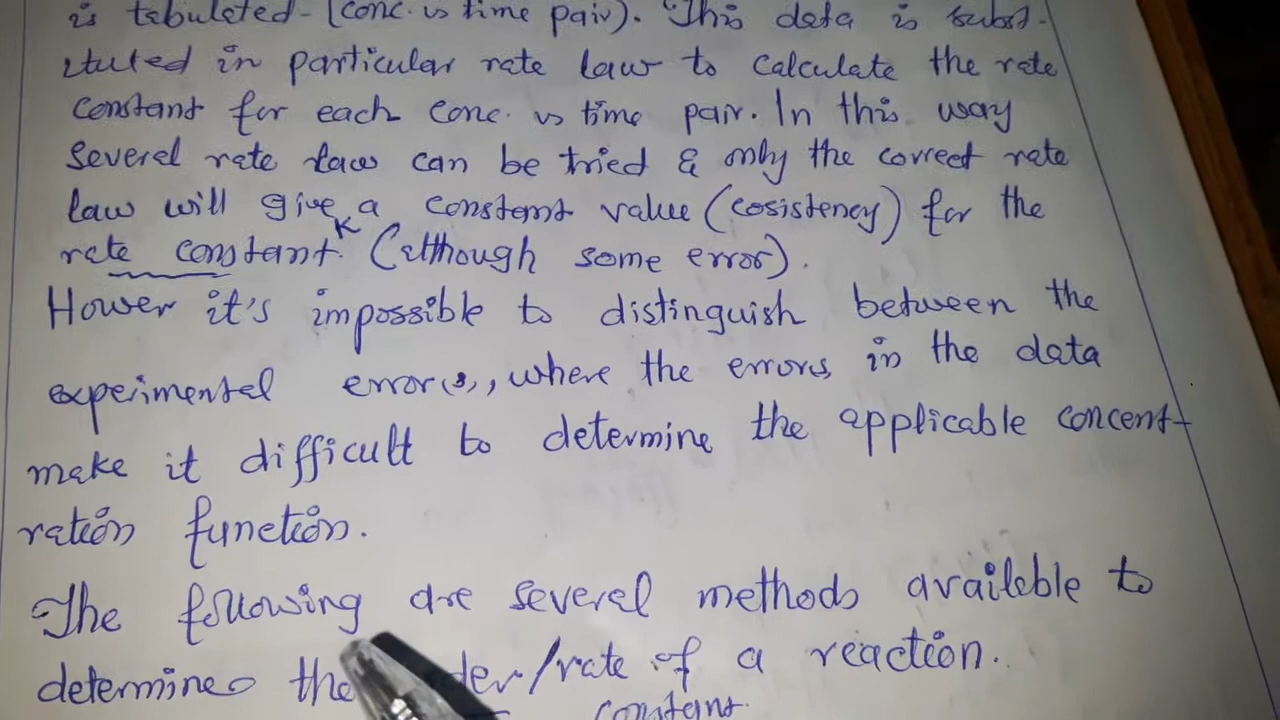 is tabulated - (conc. vs time pair). This data is subst-
ituted in particular rate law to calculate the rate
constant for each conc. vs time pair. In this way
several rate law can be tried & only the correct rate
law will give a constant value (cosistency) for the
rate constant K (although some error).
Hower it's impossible to distinguish between the
experimental error(s), where the errors in the data
make it difficult to determine the applicable concent-
ration function.
The following are several methods available to
determine the /rate of a reaction.
constant